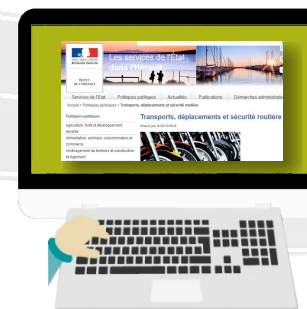 Les services de l'État
dans l'Hérault
PRÉFET
DE L'HÉRAULT
Services de l'État Politiques publiques Actualités Publications Démarches administrative
Accueil > Politiques publiques > Transports, déplacements et sécurité routière
Politiques publiques
Transports, déplacements et sécurité routière
Agriculture, forêt et développement
durable
Alimentation, animaux, consommation et
commerce
Aménagement du territoire et construction
et logement